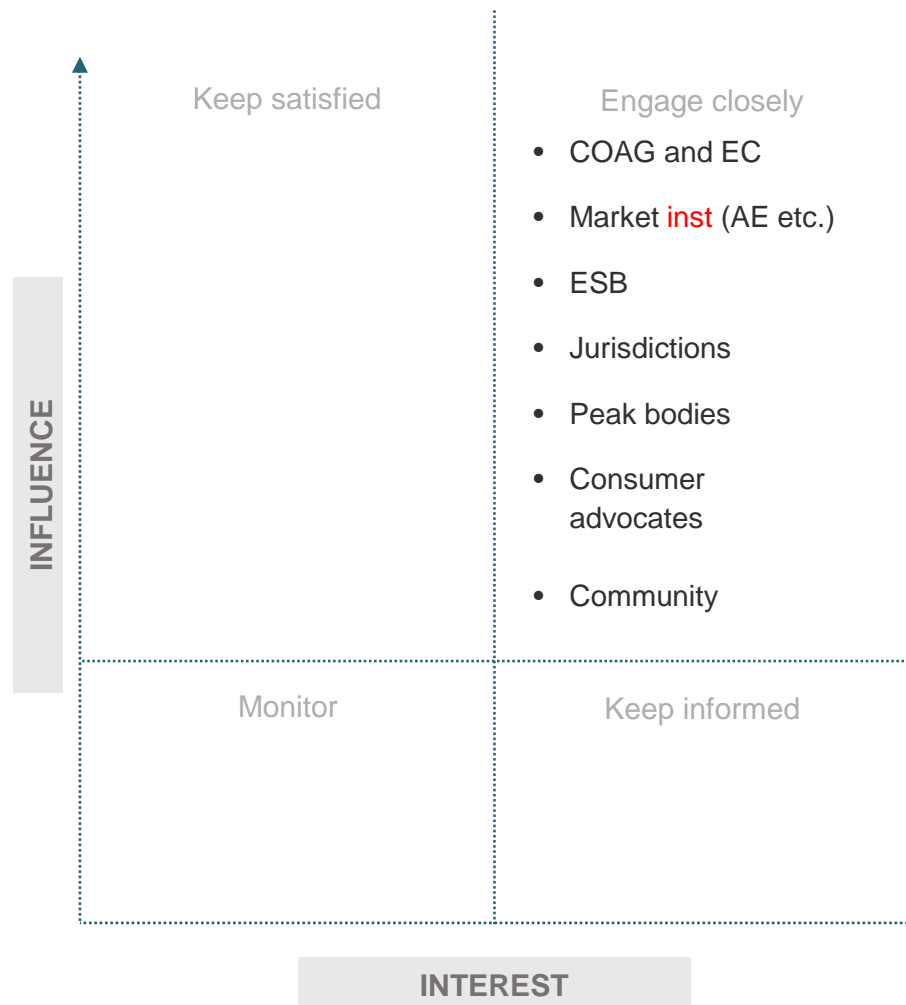 Keep satisfied
Engage closely
• COAG and EC
• Market inst (AE etc.)
• ESB
• Jurisdictions
• Peak bodies
• Consumer
advocates
• Community
INFLUENCE
Monitor
Keep informed
INTEREST